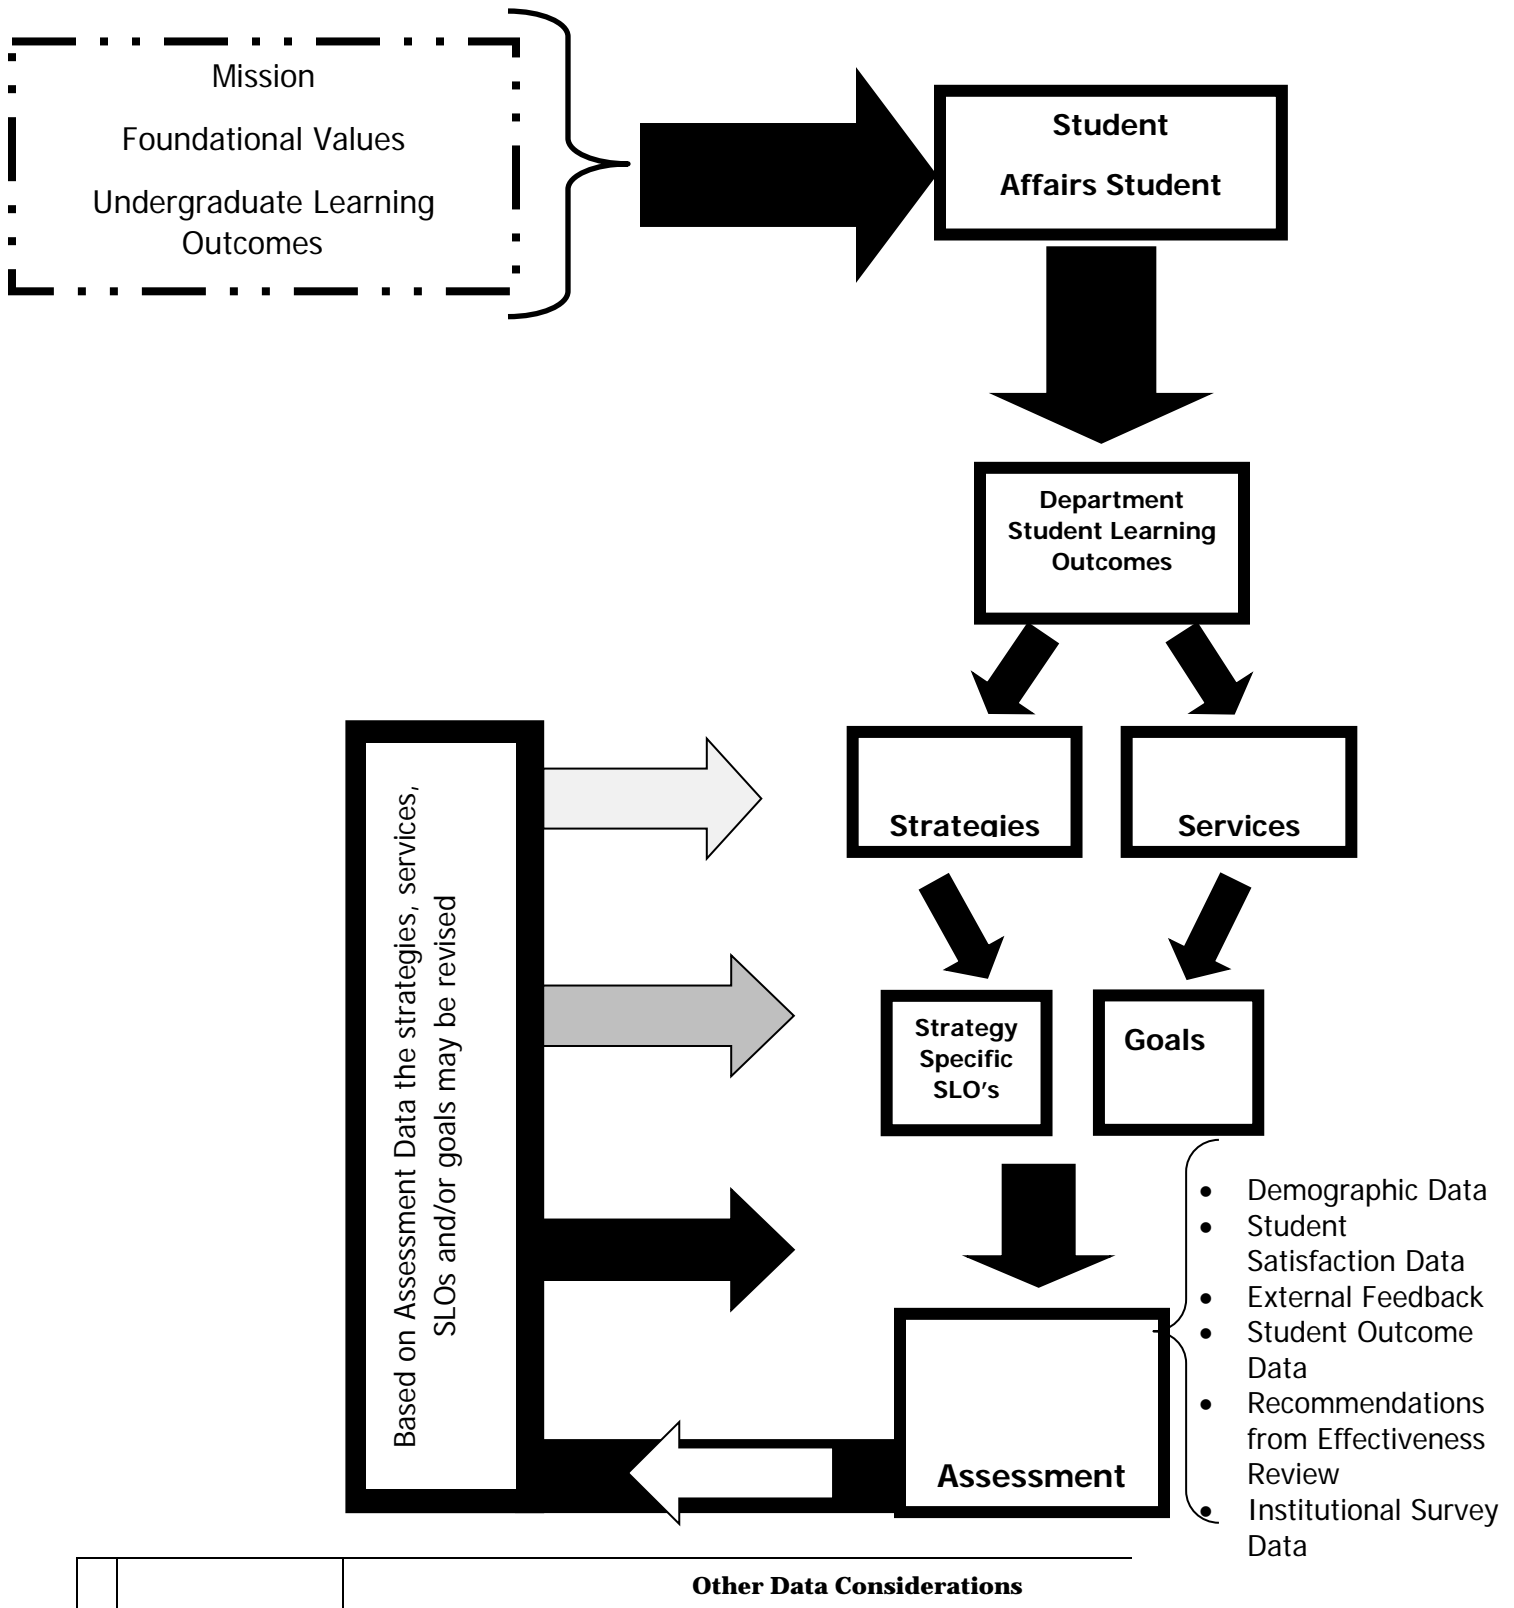 Mission
Foundational Values
Undergraduate Learning
Outcomes
Student
Affairs Student
Department
Student Learning
Outcomes
Strategies
Services
Based on Assessment Data the strategies, services,
SLOs and/or goals may be revised
Strategy
Specific
SLO's
Goals
Assessment
• Demographic Data
• Student
Satisfaction Data
• External Feedback
• Student Outcome
Data
• Recommendations
from Effectiveness
Review
• Institutional Survey
Data
Other Data Considerations